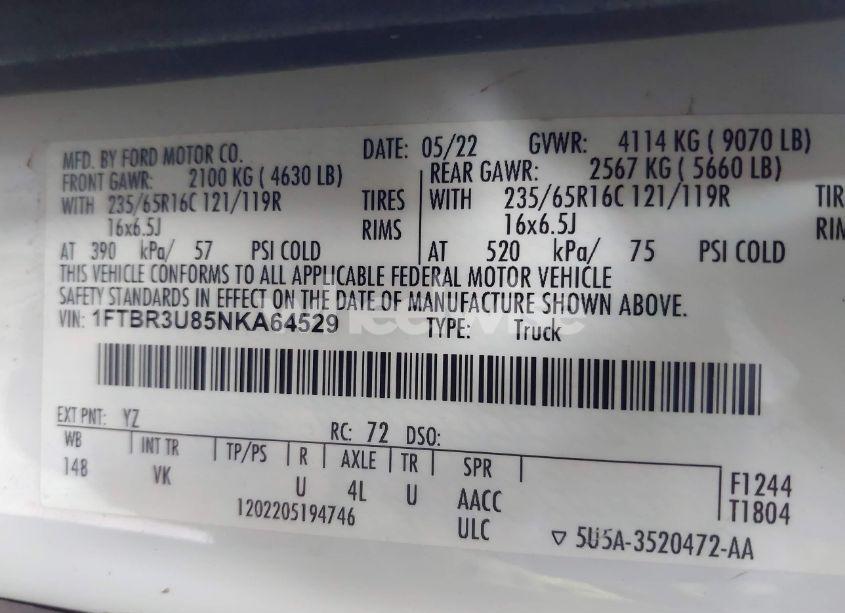 MFD. BY FORD MOTOR CO. DATE: 05/22 GVWR: 4114 KG ( 9070 LB)
FRONT GAWR: 2100 KG ( 4630 LB) REAR GAWR: 2567 KG ( 5660 LB)
WITH 235/65R16C 121/119R TIRES WITH 235/65R16C 121/119R TIR
16x6.5J RIMS 16x6.5J RIM
AT 390 kPa/ 57 PSI COLD AT 520 kPa/ 75 PSI COLD
THIS VEHICLE CONFORMS TO ALL APPLICABLE FEDERAL MOTOR VEHICLE
SAFETY STANDARDS IN EFFECT ON THE DATE OF MANUFACTURE SHOWN ABOVE.
VIN: 1FTBR3U85NKA64529 TYPE: Truck
EXT PNT: YZ RC: 72 DSO:
WB INT TR TP/PS R AXLE TR SPR
148 VK U 4L U AACC F1244
1202205194746 ULC T1804
5U5A-3520472-AA